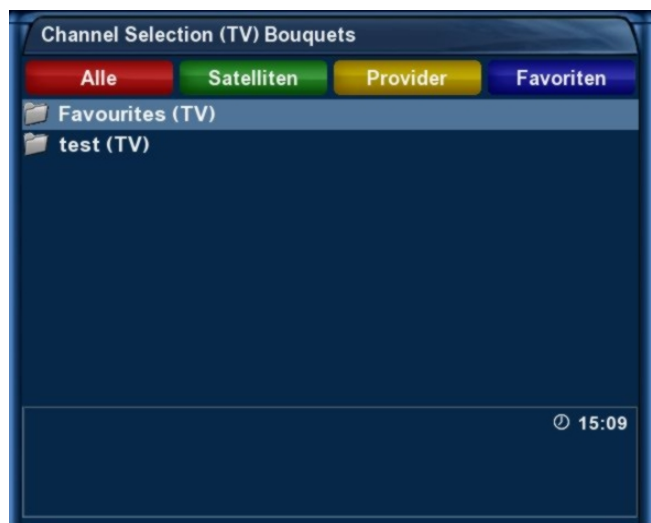 Channel Selection (TV) Bouquets
Alle Satelliten Provider Favoriten
Favourites (TV)
test (TV)
15:09